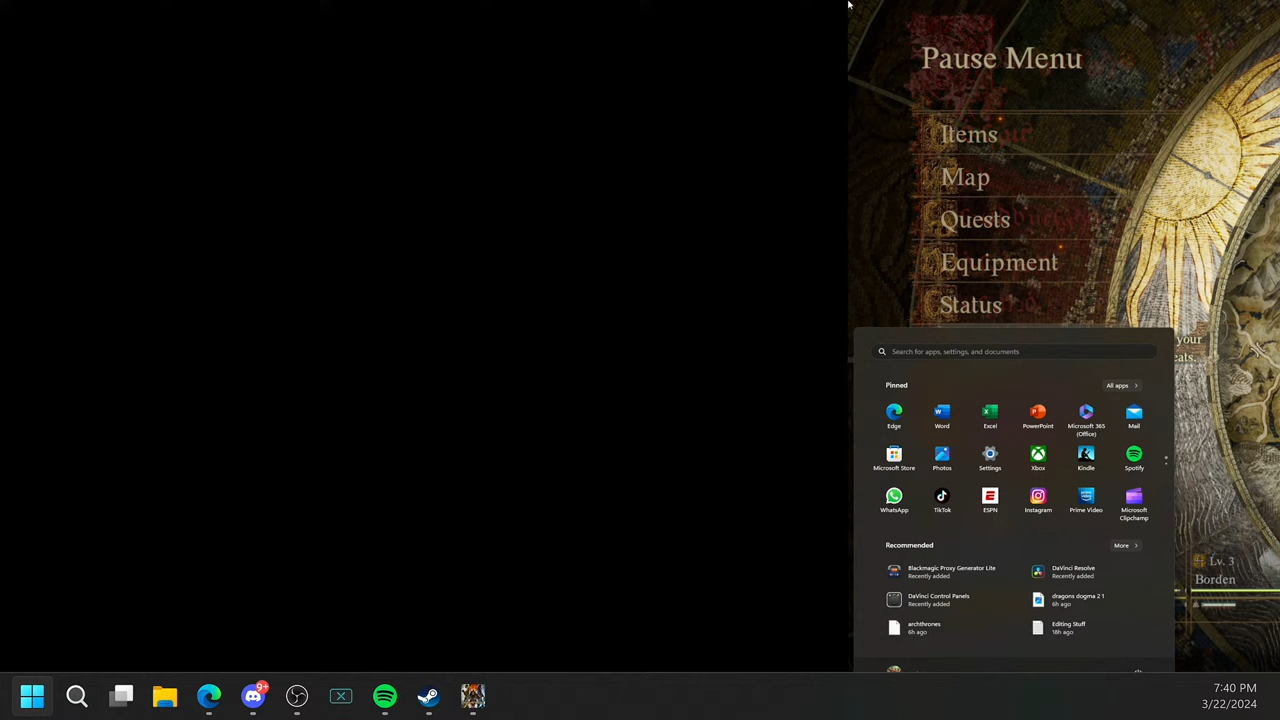 Pause Menu
Items
Map
Quests
Equipment
Status
your
eats.
Search for apps, settings, and documents
Pinned
All apps
Edge
Word
Excel
PowerPoint
Microsoft 365
(Office)
Mail
Microsoft Store
Photos
Settings
Xbox
Kindle
Spotify
WhatsApp
TikTok
ESPN
Instagram
Prime Video
Microsoft
Clipchamp
Recommended
More
Blackmagic Proxy Generator Lite
Recently added
DaVinci Resolve
Recently added
DaVinci Control Panels
Recently added
dragons dogma 2 1
6h ago
archthrones
6h ago
Editing Stuff
18h ago
Lv. 3
Borden
9+
7:40 PM
3/22/2024